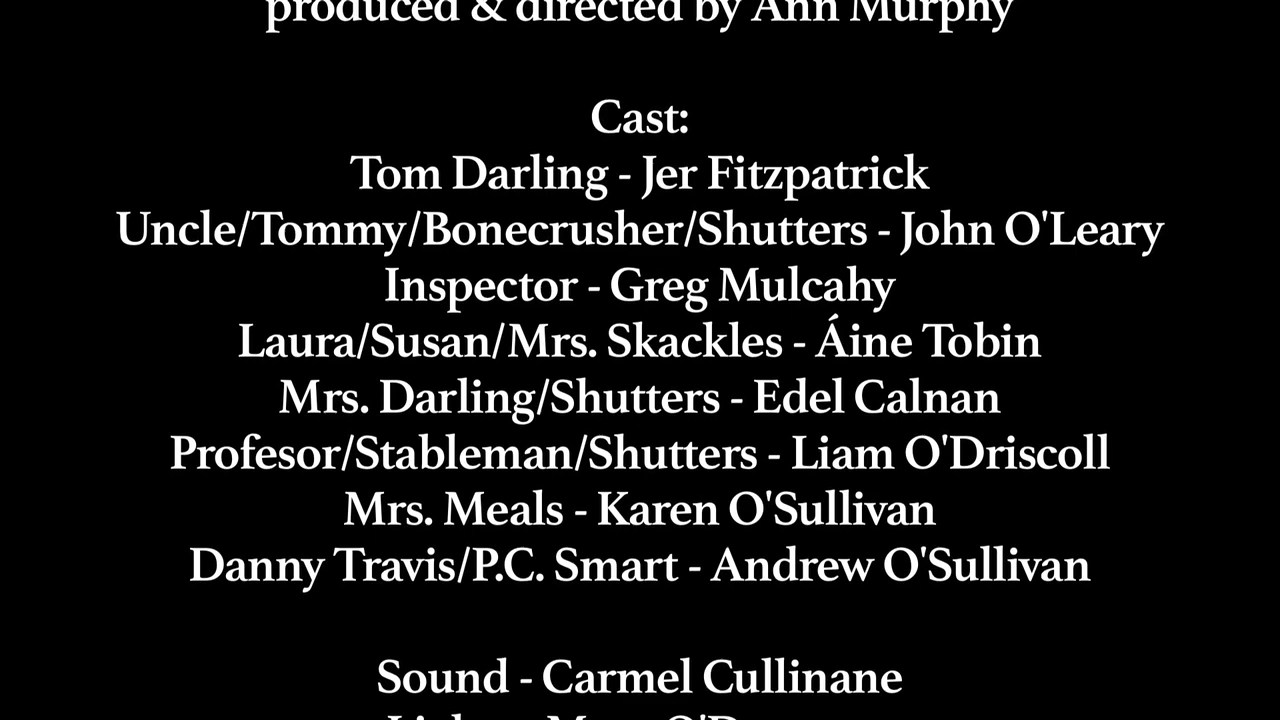 produced & directed by Ann Murphy
Cast:
Tom Darling - Jer Fitzpatrick
Uncle/Tommy/Bonecrusher/Shutters - John O'Leary
Inspector - Greg Mulcahy
Laura/Susan/Mrs. Skackles - Áine Tobin
Mrs. Darling/Shutters - Edel Calnan
Profesor/Stableman/Shutters - Liam O'Driscoll
Mrs. Meals - Karen O'Sullivan
Danny Travis/P.C. Smart - Andrew O'Sullivan
Sound - Carmel Cullinane